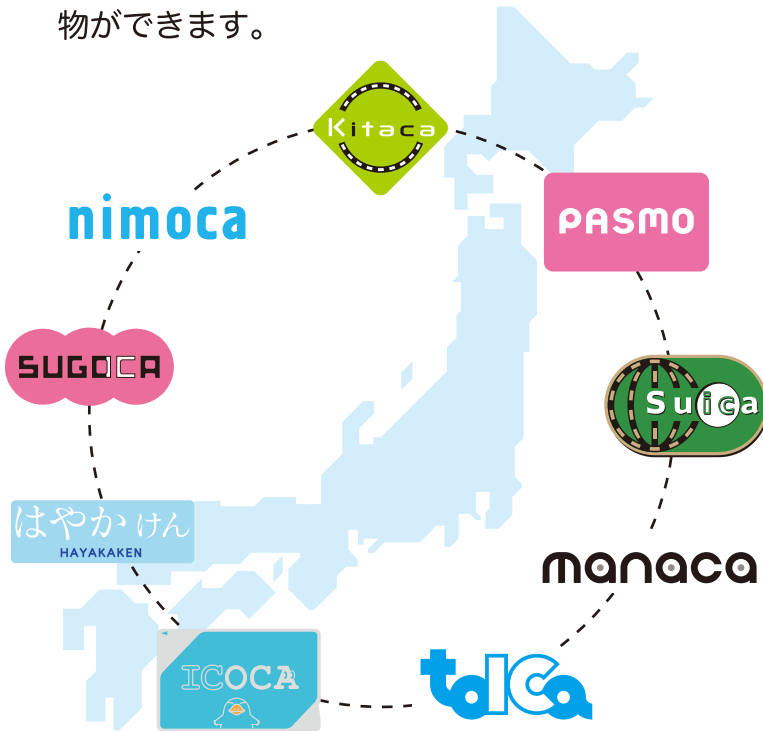 物ができます。
Kitaca
nimoca
PASMO
SUGOCA
Suica
はやかけん
HAYAKAKEN
manaca
ICOCA
toICa